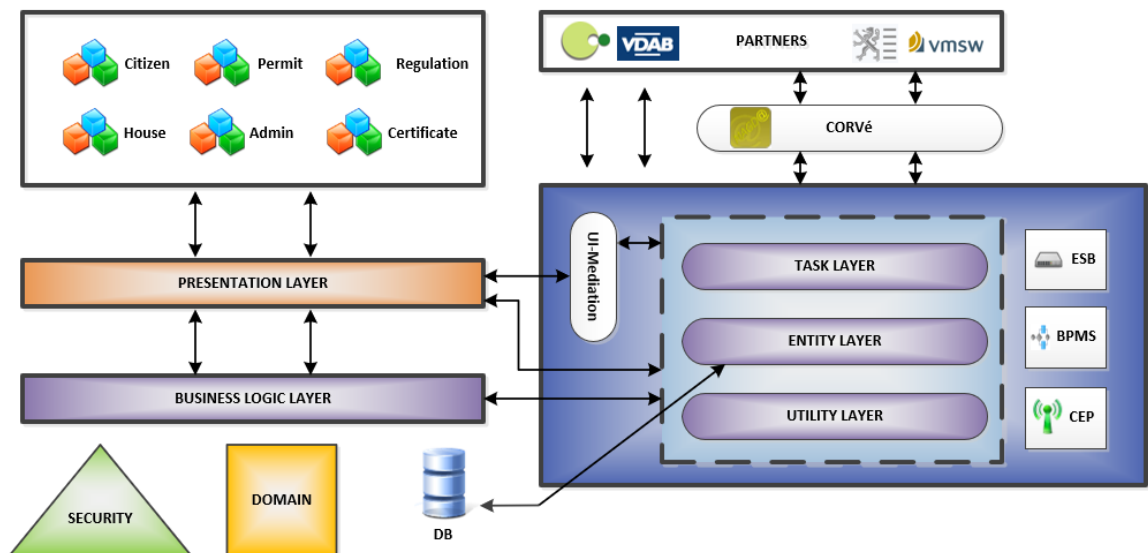 Citizen
Permit
Regulation
House
Admin
Certificate
VDAB
PARTNERS
vmsw
CORVé
PRESENTATION LAYER
BUSINESS LOGIC LAYER
UI-Mediation
TASK LAYER
ENTITY LAYER
UTILITY LAYER
ESB
BPMS
CEP
SECURITY
DOMAIN
DB